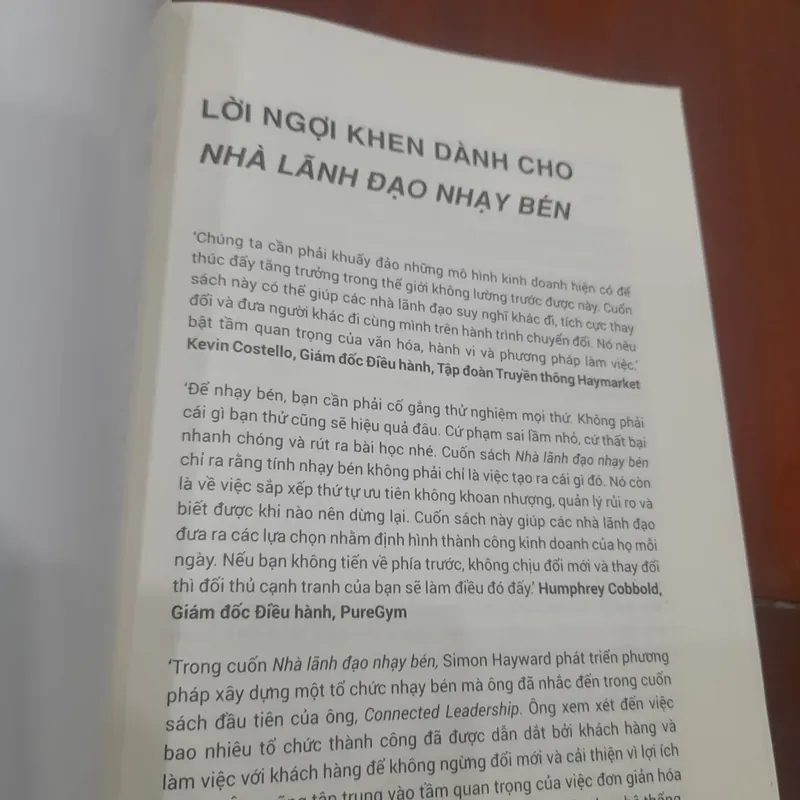 LỜI NGỢI KHEN DÀNH CHO
NHÀ LÃNH ĐẠO NHẠY BÉN
'Chúng ta cần phải khuấy đảo những mô hình kinh doanh hiện có để
thúc đẩy tăng trưởng trong thế giới không lường trước được này. Cuốn
sách này có thể giúp các nhà lãnh đạo suy nghĩ khác đi, tích cực thay
đổi và đưa người khác đi cùng mình trên hành trình chuyển đổi. Nó nêu
bật tầm quan trọng của văn hóa, hành vi và phương pháp làm việc.'
Kevin Costello, Giám đốc Điều hành, Tập đoàn Truyền thông Haymarket
'Để nhạy bén, bạn cần phải cố gắng thử nghiệm mọi thứ. Không phải
cái gì bạn thử cũng sẽ hiệu quả đâu. Cứ phạm sai lầm nhỏ, cứ thất bại
nhanh chóng và rút ra bài học nhé. Cuốn sách Nhà lãnh đạo nhạy bén
chỉ ra rằng tính nhạy bén không phải chỉ là việc tạo ra cái gì đó. Nó còn
là về việc sắp xếp thứ tự ưu tiên không khoan nhượng, quản lý rủi ro và
biết được khi nào nên dừng lại. Cuốn sách này giúp các nhà lãnh đạo
đưa ra các lựa chọn nhằm định hình thành công kinh doanh của họ mỗi
ngày. Nếu bạn không tiến về phía trước, không chịu đổi mới và thay đổi
thì đối thủ cạnh tranh của bạn sẽ làm điều đó đấy.' Humphrey Cobbold,
Giám đốc Điều hành, PureGym
'Trong cuốn Nhà lãnh đạo nhạy bén, Simon Hayward phát triển phương
pháp xây dựng một tổ chức nhạy bén mà ông đã nhắc đến trong cuốn
sách đầu tiên của ông, Connected Leadership. Ông xem xét đến việc
bao nhiêu tổ chức thành công đã được dẫn dắt bởi khách hàng và
làm việc với khách hàng để không ngừng đổi mới và cải thiện vì lợi ích
tập trung vào tầm quan trọng của việc đơn giản hóa